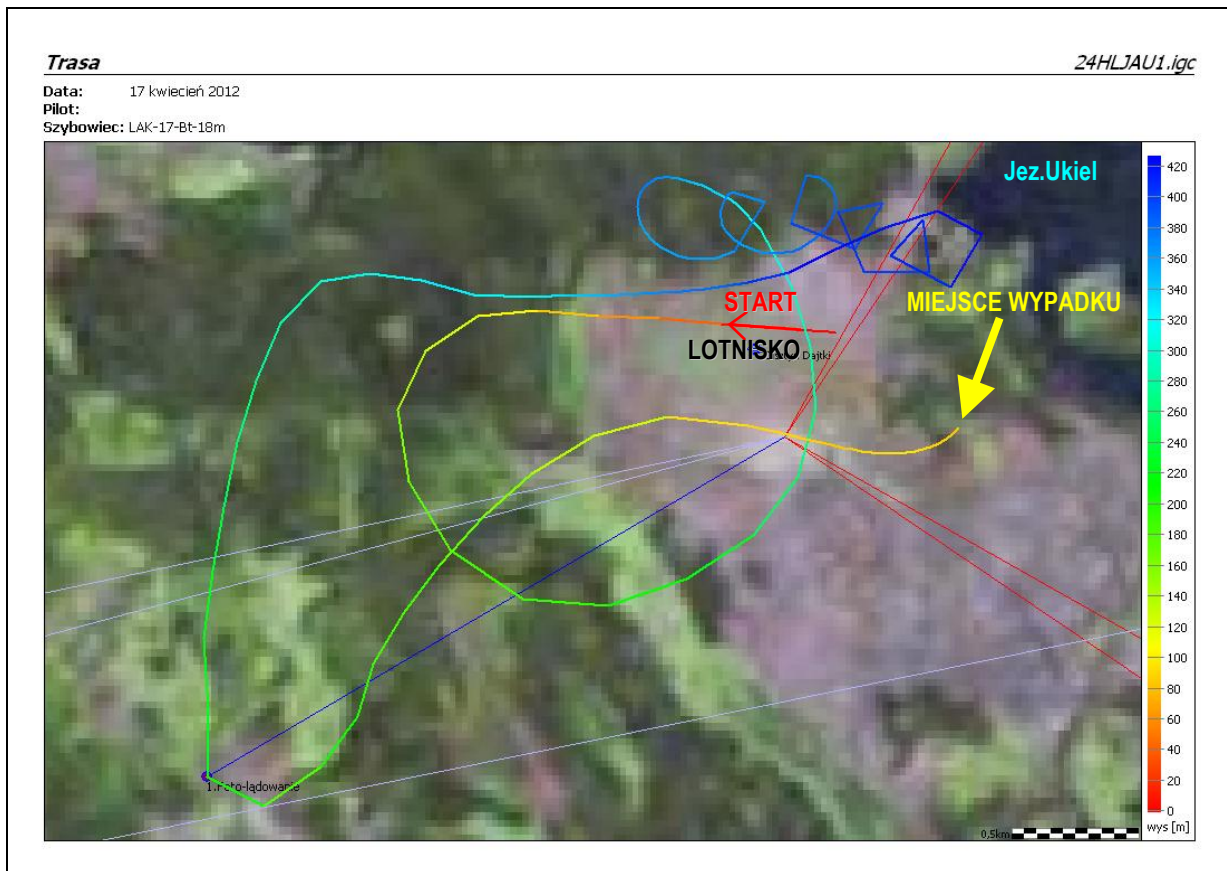 Trasa
24HLJAU1.igc
Data: 17 kwiecień 2012
Pilot:
Szybowiec: LAK-17-Bt-18m
Jez.Ukiel
START
MIEJSCE WYPADKU
LOTNISKO
Dajtki
1.Foto-lądowanie
0,5km
420
400
380
360
340
320
300
280
260
240
220
200
180
160
140
120
100
80
60
40
20
0
wys [m]